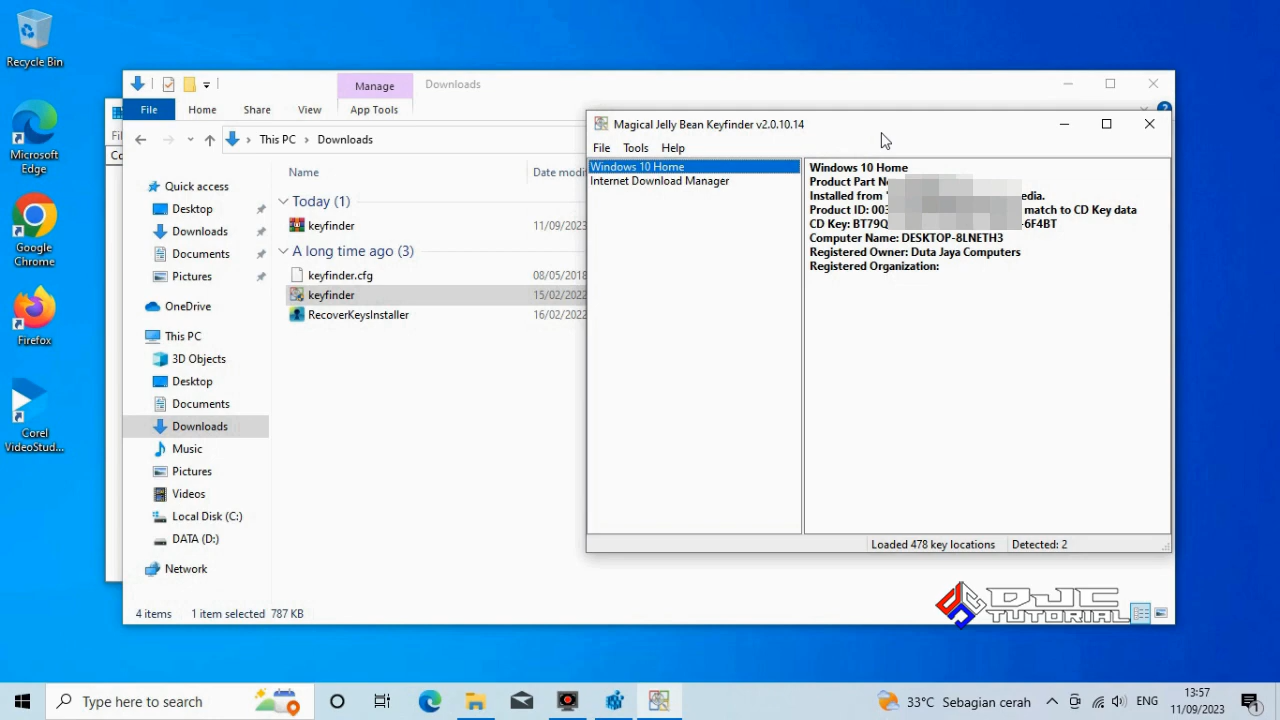 Recycle Bin
Microsoft
Edge
Google
Chrome
Firefox
Corel
VideoStud...
Manage
Downloads
File
Home
Share
View
App Tools
This PC
Downloads
Name
Date modi
Quick access
Desktop
Downloads
Documents
Pictures
OneDrive
This PC
3D Objects
Desktop
Documents
Downloads
Music
Pictures
Videos
Local Disk (C:)
DATA (D:)
Network
Today (1)
keyfinder 11/09/2023
A long time ago (3)
keyfinder.cfg 08/05/2018
keyfinder 15/02/2022
RecoverKeysInstaller 16/02/2022
4 items 1 item selected 787 KB
Magical Jelly Bean Keyfinder v2.0.10.14
File Tools Help
Windows 10 Home
Internet Download Manager
Windows 10 Home
Product Part
Installed from
Product ID: match to CD Key data
CD Key:
Computer Name: DESKTOP-8LNETH3
Registered Owner: Duta Jaya Computers
Registered Organization:
Loaded 478 key locations Detected: 2
DJC
TUTORIAL
Type here to search
33°C Sebagian cerah
ENG
13:57
11/09/2023
1